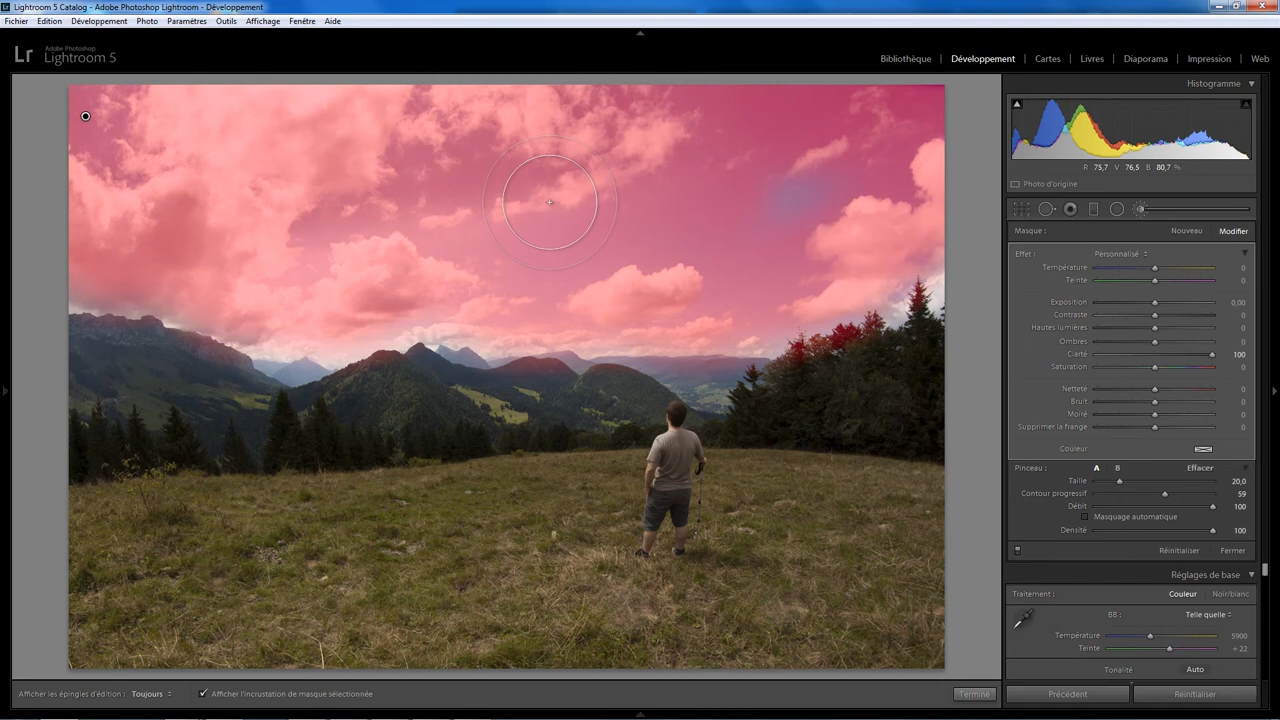 Lightroom 5 Catalog - Adobe Photoshop Lightroom - Développement
Fichier Edition Développement Photo Paramètres Outils Affichage Fenêtre Aide
Lr Adobe Photoshop
Lightroom 5
Bibliothèque | Développement | Cartes | Livres | Diaporama | Impression | Web
Histogramme
R 75,7 V 76,5 B 80,7 %
Photo d'origine
Masque : Nouveau Modifier
Effet : Personnalisé
Température 0
Teinte 0
Exposition 0,00
Contraste 0
Hautes lumières 0
Ombres 0
Clarté 100
Saturation 0
Netteté 0
Bruit 0
Moiré 0
Supprimer la frange 0
Couleur
Pinceau : A B Effacer
Taille 20,0
Contour progressif 59
Débit 100
Masquage automatique
Densité 100
Réinitialiser Fermer
Réglages de base
Traitement : Couleur Noir/blanc
BB : Telle quelle
Température 5900
Teinte + 22
Tonalité Auto
Afficher les épingles d'édition : Toujours Afficher l'incrustation de masque sélectionnée Terminé
Précédent Réinitialiser